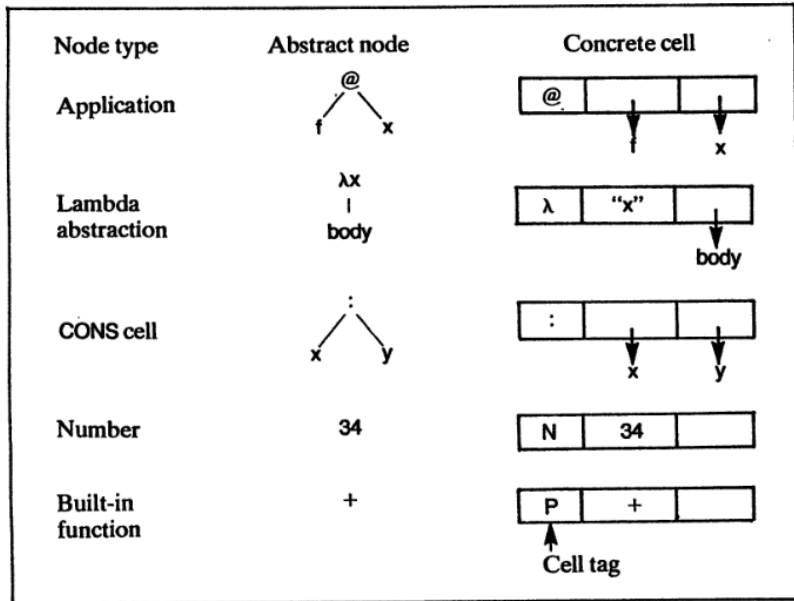 Node type Abstract node Concrete cell
Application @ @
f x f x
Lambda abstraction λx λ “x”
body body
CONS cell : :
x y x y
Number 34 N 34
Built-in function + P +
Cell tag